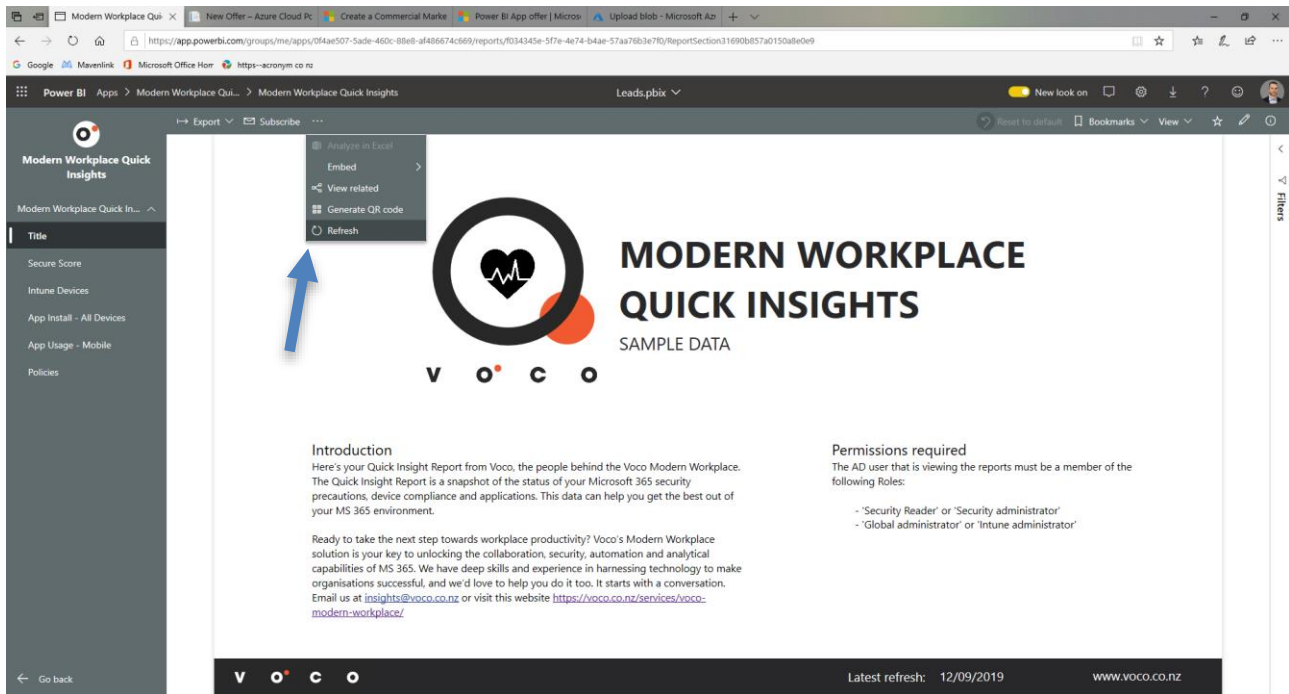 Modern Workplace Qui
New Offer – Azure Cloud Pc
Create a Commercial Marke
Power BI App offer | Micros
Upload blob - Microsoft Az
https://app.powerbi.com/groups/me/apps/0f4ae507-5ade-460c-88e8-af486674c669/reports/f034345e-5f7e-4e74-b4ae-57aa76b3e7f0/ReportSection31690b857a0150a8e0e9
Google
Mavenlink
Microsoft Office Hom
https--acronym co nz
Power BI Apps > Modern Workplace Qui... > Modern Workplace Quick Insights
Leads.pbix
New look on
Export
Subscribe
Reset to default
Bookmarks
View
Modern Workplace Quick
Insights
Modern Workplace Quick In...
Title
Secure Score
Intune Devices
App Install - All Devices
App Usage - Mobile
Policies
Go back
Analyze in Excel
Embed
View related
Generate QR code
Refresh
Filters
VOCO
MODERN WORKPLACE
QUICK INSIGHTS
SAMPLE DATA
Introduction
Here's your Quick Insight Report from Voco, the people behind the Voco Modern Workplace.
The Quick Insight Report is a snapshot of the status of your Microsoft 365 security
precautions, device compliance and applications. This data can help you get the best out of
your MS 365 environment.
Ready to take the next step towards workplace productivity? Voco's Modern Workplace
solution is your key to unlocking the collaboration, security, automation and analytical
capabilities of MS 365. We have deep skills and experience in harnessing technology to make
organisations successful, and we'd love to help you do it too. It starts with a conversation.
Email us at insights@voco.co.nz or visit this website https://voco.co.nz/services/voco-
modern-workplace/
Permissions required
The AD user that is viewing the reports must be a member of the
following Roles:
- 'Security Reader' or 'Security administrator'
- 'Global administrator' or 'Intune administrator'
VOCO
Latest refresh: 12/09/2019
www.voco.co.nz